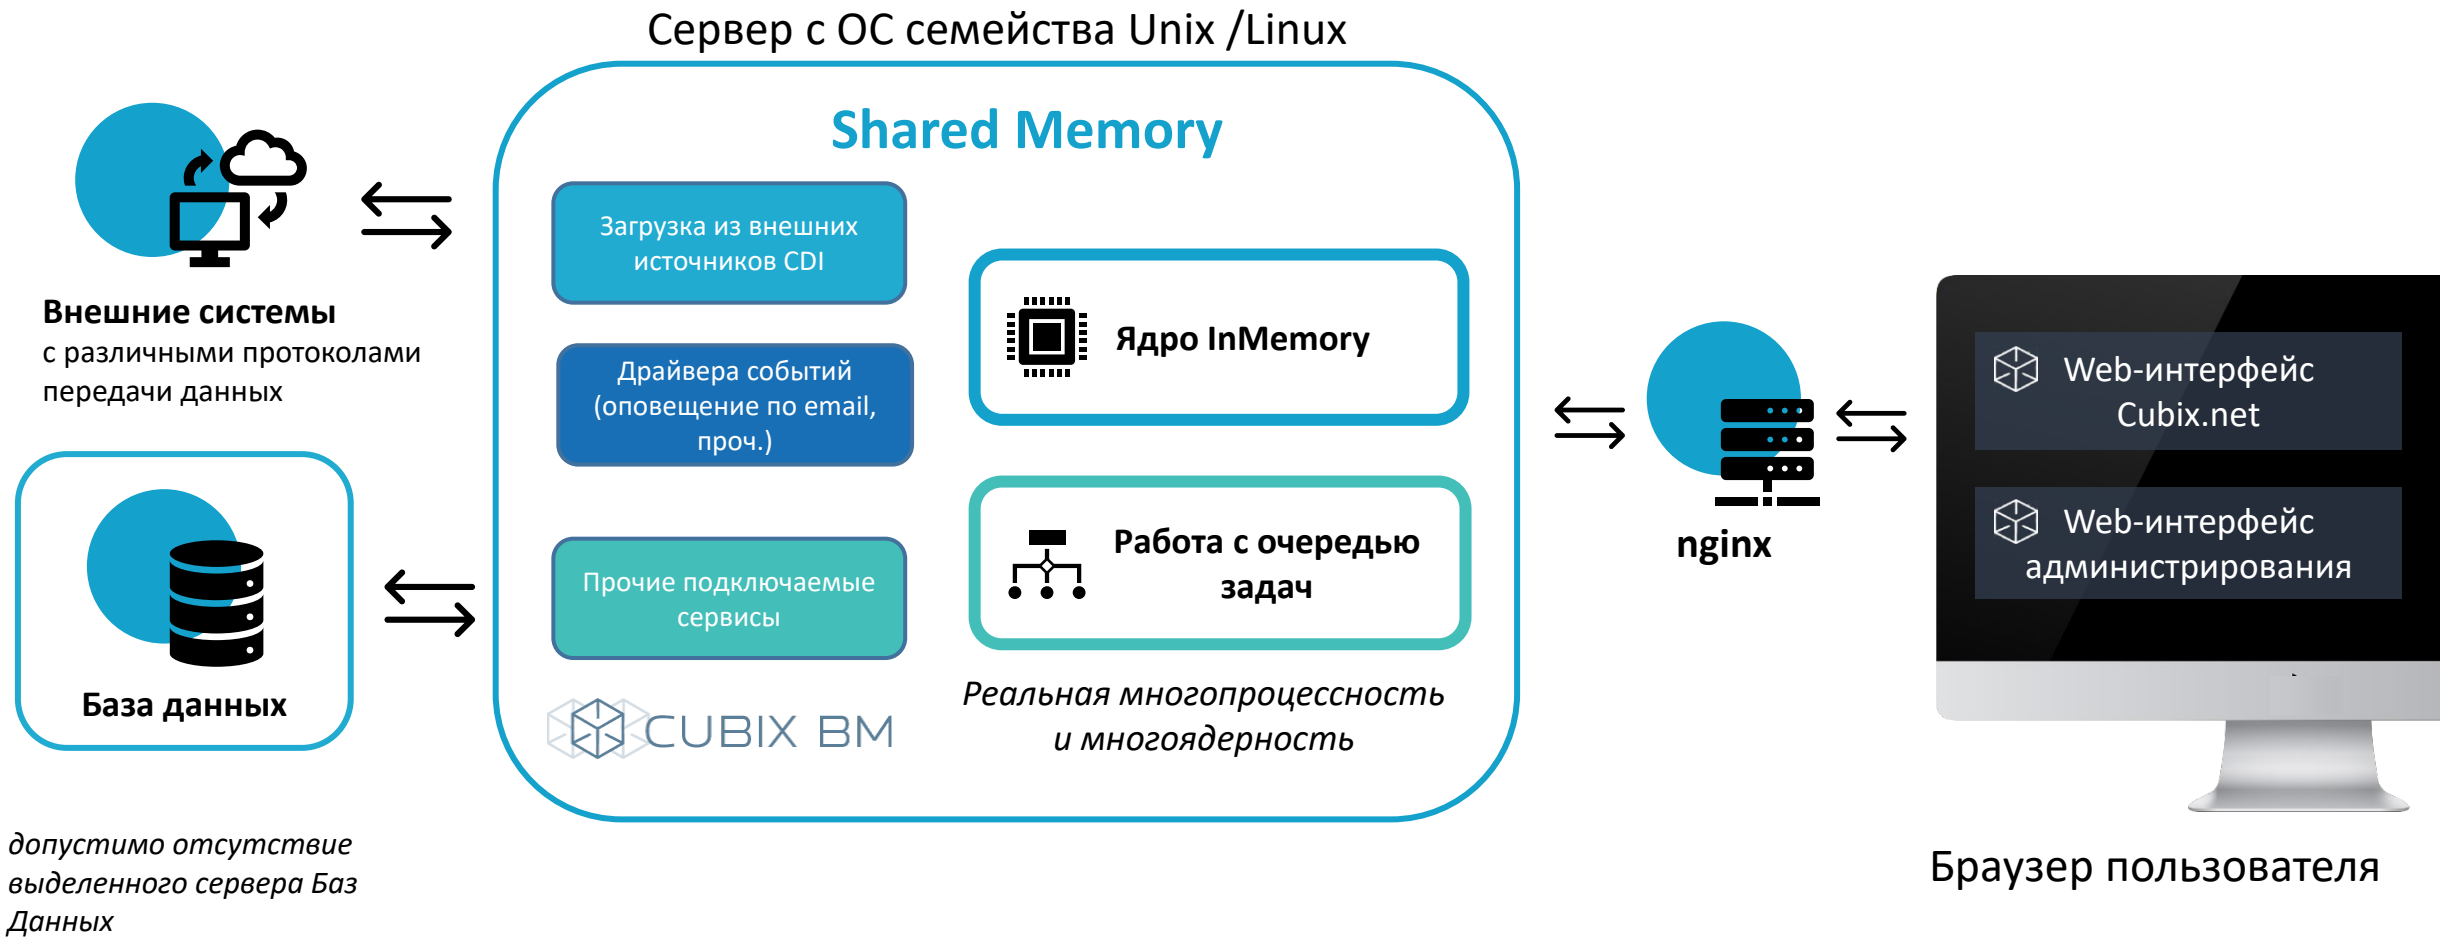 Сервер с ОС семейства Unix /Linux
Shared Memory
Внешние системы
с различными протоколами
передачи данных
База данных
допустимо отсутствие
выделенного сервера Баз
Данных
Загрузка из внешних
источников CDI
Драйвера событий
(оповещение по email,
проч.)
Прочие подключаемые
сервисы
CUBIX BM
Ядро InMemory
Работа с очередью
задач
Реальная многопроцессность
и многоядерность
nginx
Web-интерфейс
Cubix.net
Web-интерфейс
администрирования
Браузер пользователя